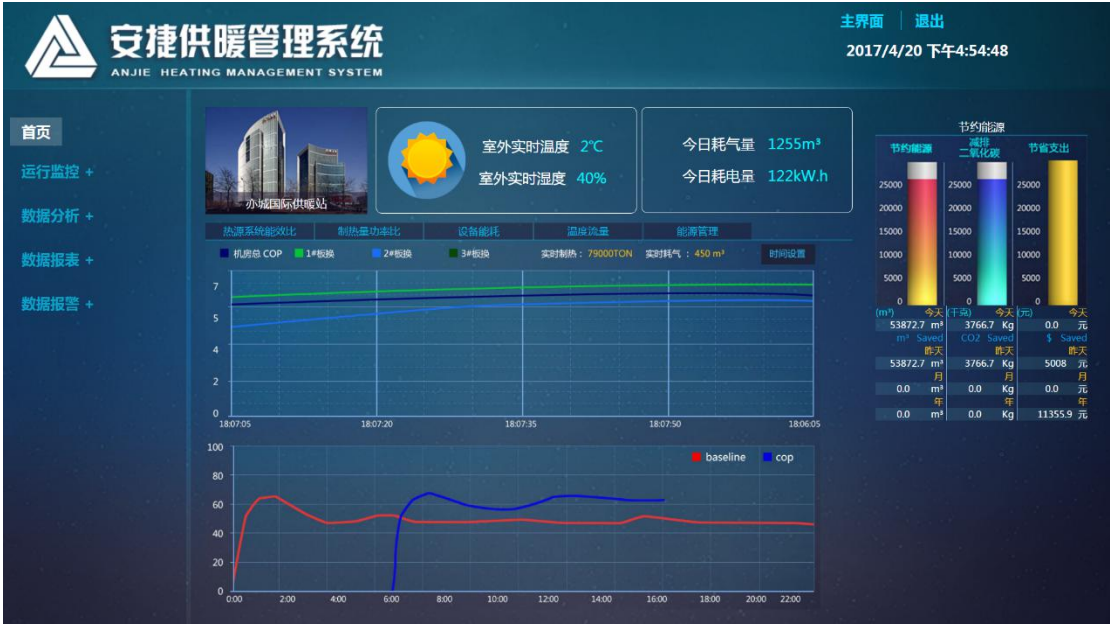 安捷供暖管理系统
ANJIE HEATING MANAGEMENT SYSTEM
主界面 退出
2017/4/20 下午4:54:48
首页
运行监控 +
数据分析 +
数据报表 +
数据报警 +
亦城国际供暖站
室外实时温度 2℃
室外实时湿度 40%
今日耗气量 1255m³
今日耗电量 122kW.h
热源系统能效比 制热量功率比 设备能耗 温度流量 能源管理
机房总 COP 1#板换 2#板换 3#板换 实时制热： 79000TON 实时耗气 ： 450 m³ 时间设置
7
5
4
2
0
18:07:05 18:07:20 18:07:35 18:07:50 18:06:05
baseline cop
100
80
60
40
20
0
0:00 2:00 4:00 6:00 8:00 10:00 12:00 14:00 16:00 18:00 20:00 22:00
节约能源
节约能源 减排 二氧化碳 节省支出
25000 25000 25000
20000 20000 20000
15000 15000 15000
10000 10000 10000
5000 5000 5000
0 0 0
(m³) 今天 (千克) 今天 (元) 今天
53872.7 m³ 3766.7 Kg 0.0 元
m³ Saved CO2 Saved $ Saved
昨天 昨天 昨天
53872.7 m³ 3766.7 Kg 5008 元
月 月 月
0.0 m³ 0.0 Kg 0.0 元
年 年 年
0.0 m³ 0.0 Kg 11355.9 元